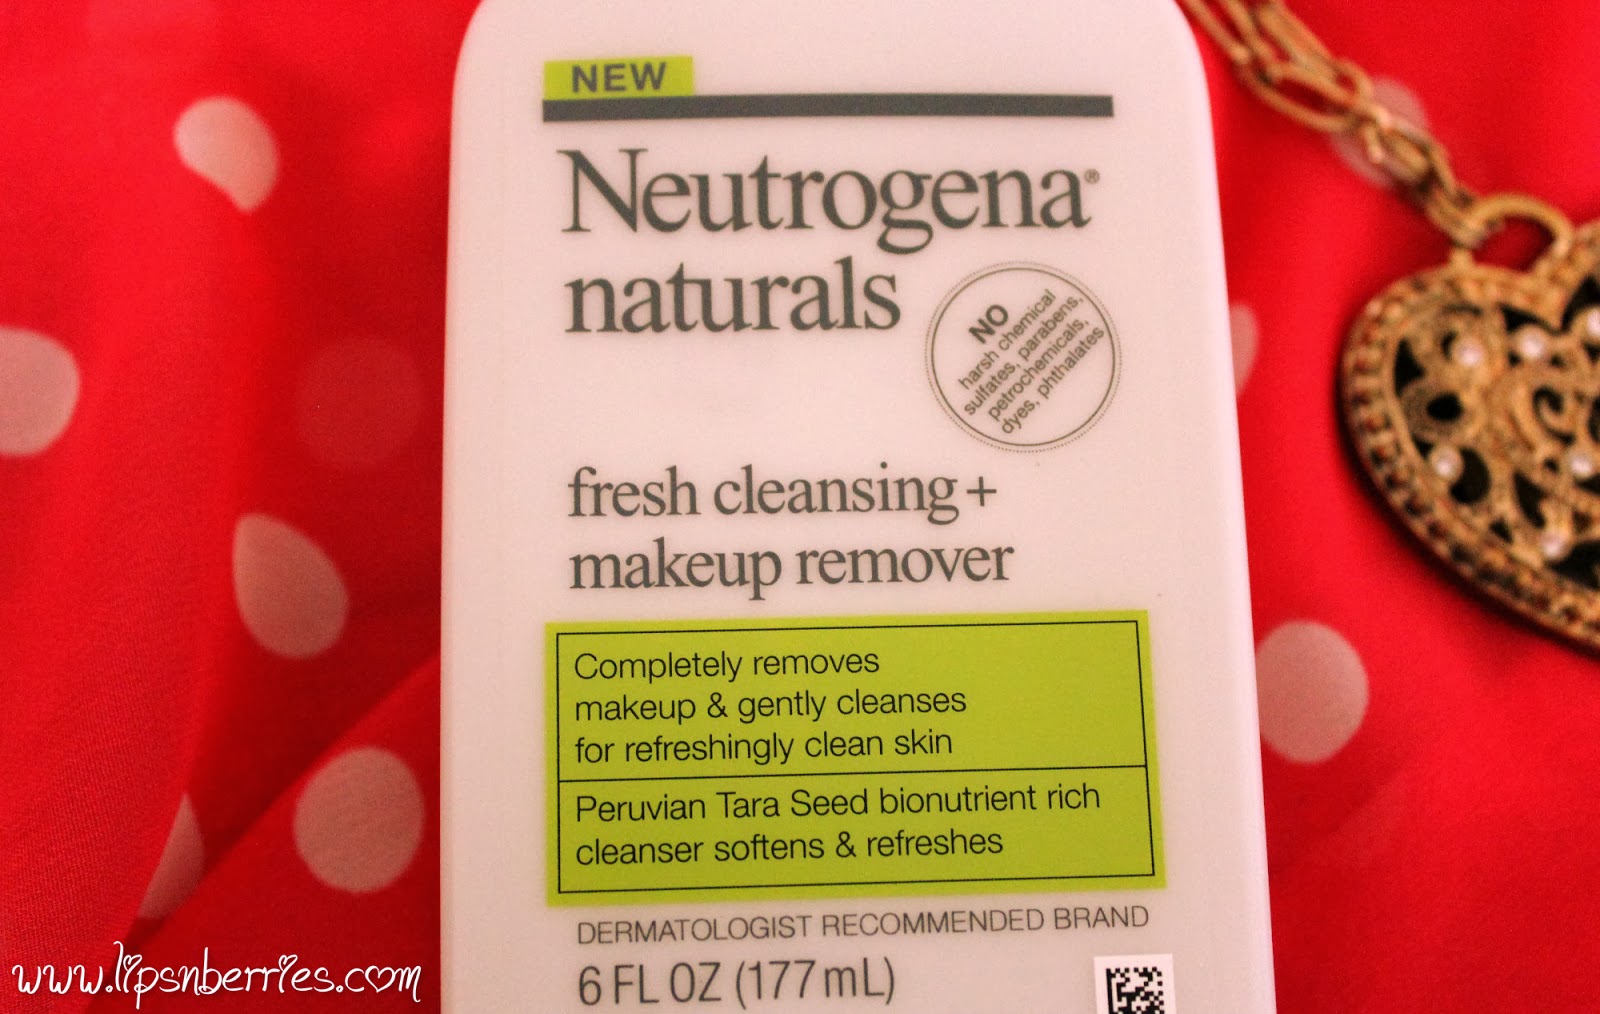 NEW
Neutrogena®
naturals
NO
harsh chemical
sulfates, parabens,
petrochemicals,
dyes, phthalates
fresh cleansing +
makeup remover
Completely removes
makeup & gently cleanses
for refreshingly clean skin
Peruvian Tara Seed bionutrient rich
cleanser softens & refreshes
DERMATOLOGIST RECOMMENDED BRAND
6 FL OZ (177 mL)
www.lipsnberries.com